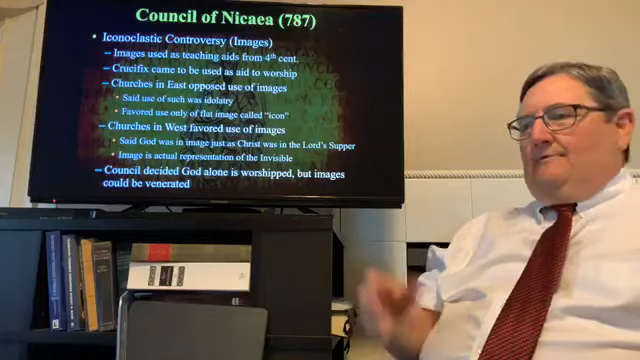 Council of Nicaea (787)
• Iconoclastic Controversy (Images)
– Images used as teaching aids from 4th cent.
– Crucifix came to be used as aid to worship
– Churches in East opposed use of images
• Said use of such was idolatry
• Favored use only of flat image called “icon”
– Churches in West favored use of images
• Said God was in image just as Christ was in the Lord's Supper
• Image is actual representation of the Invisible
– Council decided God alone is worshipped, but images
could be venerated